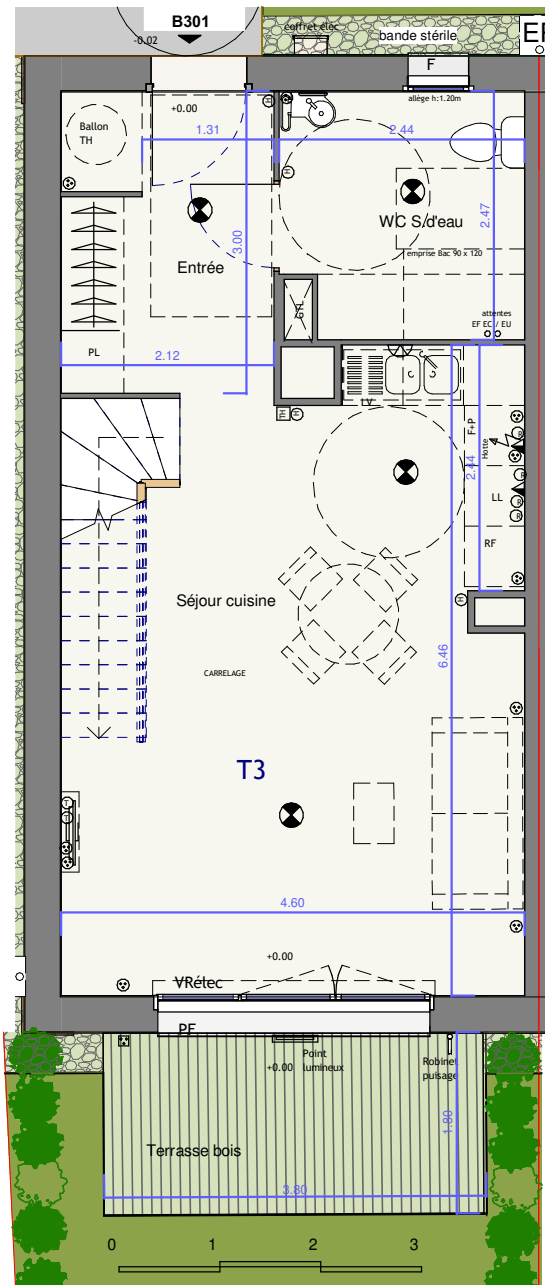 B301
-0.02
coffret élec
bande stérile
EP
F
allège h:1.20m
Ballon
TH
+0.00
1.31
2.44
3.00
2.47
WC S.d'eau
Entrée
emprise Bac 90 x 120
GTL
attentes
EF EC / EU
PL
2.12
LV
TH
H
F+P
Hotte
2.44
LL
RF
Séjour cuisine
6.46
CARRELAGE
T3
4.60
+0.00
VRélec
PF
Point
lumineux
+0.00
Robinet
puisage
1.80
Terrasse bois
3.80
0 1 2 3